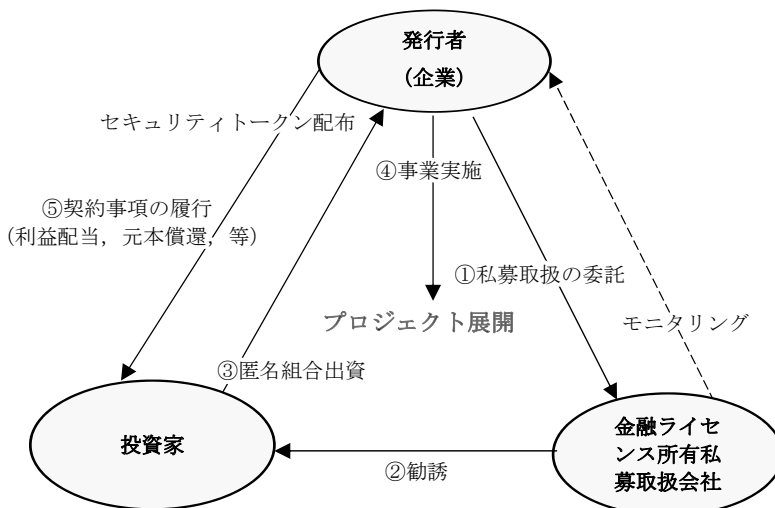 発行者
(企業)
セキュリティトークン配布
④事業実施
⑤契約事項の履行
(利益配当，元本償還，等)
①私募取扱の委託
プロジェクト展開
モニタリング
③匿名組合出資
投資家
金融ライセ
ンス所有私
募取扱会社
②勧誘